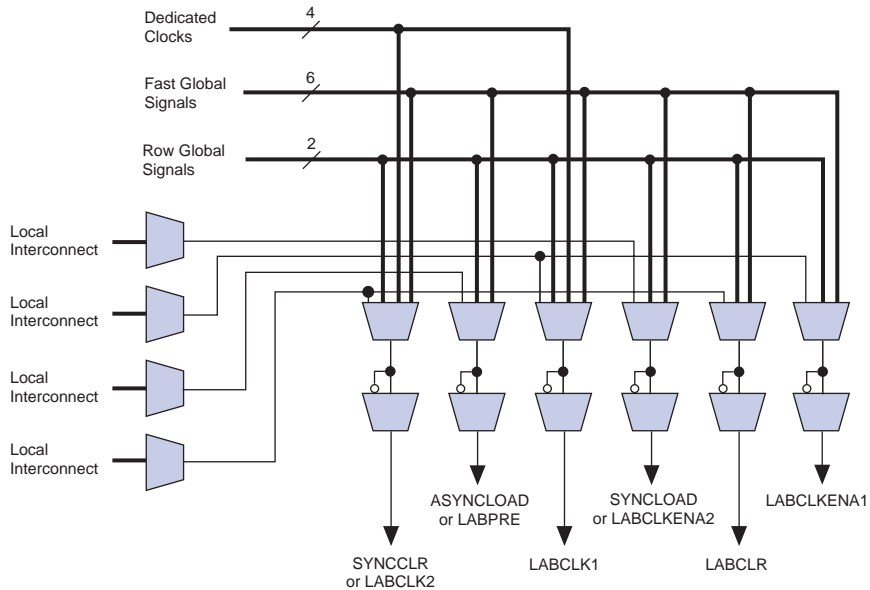 Dedicated
Clocks
4
Fast Global
Signals
6
Row Global
Signals
2
Local
Interconnect
Local
Interconnect
Local
Interconnect
Local
Interconnect
ASYNCLOAD
or LABPRE
SYNCLOAD
or LABCLKENA2
LABCLKENA1
SYNCCLR
or LABCLK2
LABCLK1
LABCLR